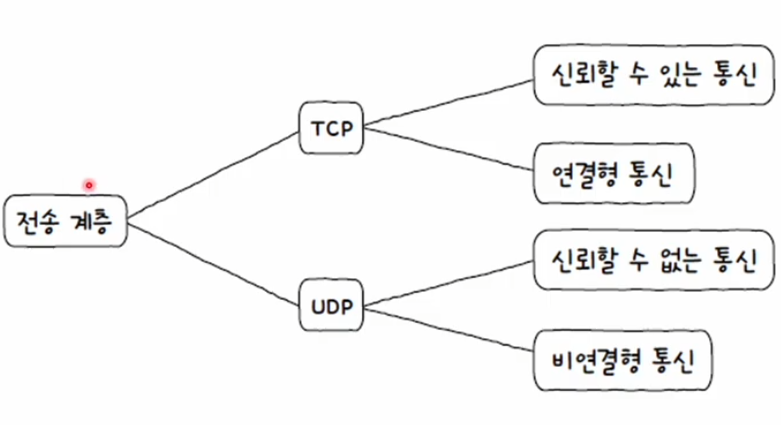 전송 계층
TCP
신뢰할 수 있는 통신
연결형 통신
UDP
신뢰할 수 없는 통신
비연결형 통신